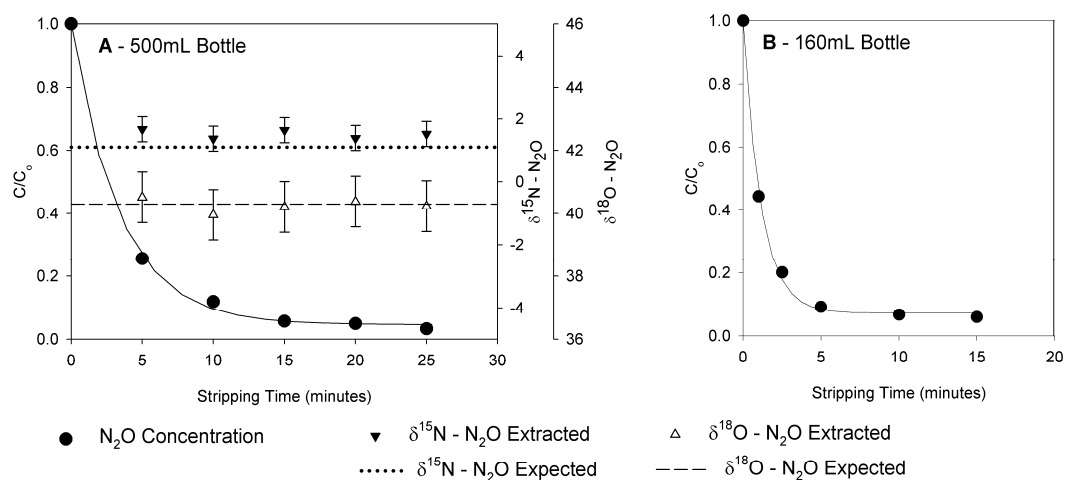 A - 500mL Bottle
1.0
0.8
0.6
0.4
0.2
0.0
C/C₀
0 5 10 15 20 25 30
Stripping Time (minutes)
4
2
0
-2
-4
δ¹⁵N - N₂O
46
44
42
40
38
36
δ¹⁸O - N₂O
B - 160mL Bottle
1.0
0.8
0.6
0.4
0.2
0.0
C/C₀
0 5 10 15 20
Stripping Time (minutes)
N₂O Concentration
δ¹⁵N - N₂O Extracted
δ¹⁸O - N₂O Extracted
δ¹⁵N - N₂O Expected
δ¹⁸O - N₂O Expected